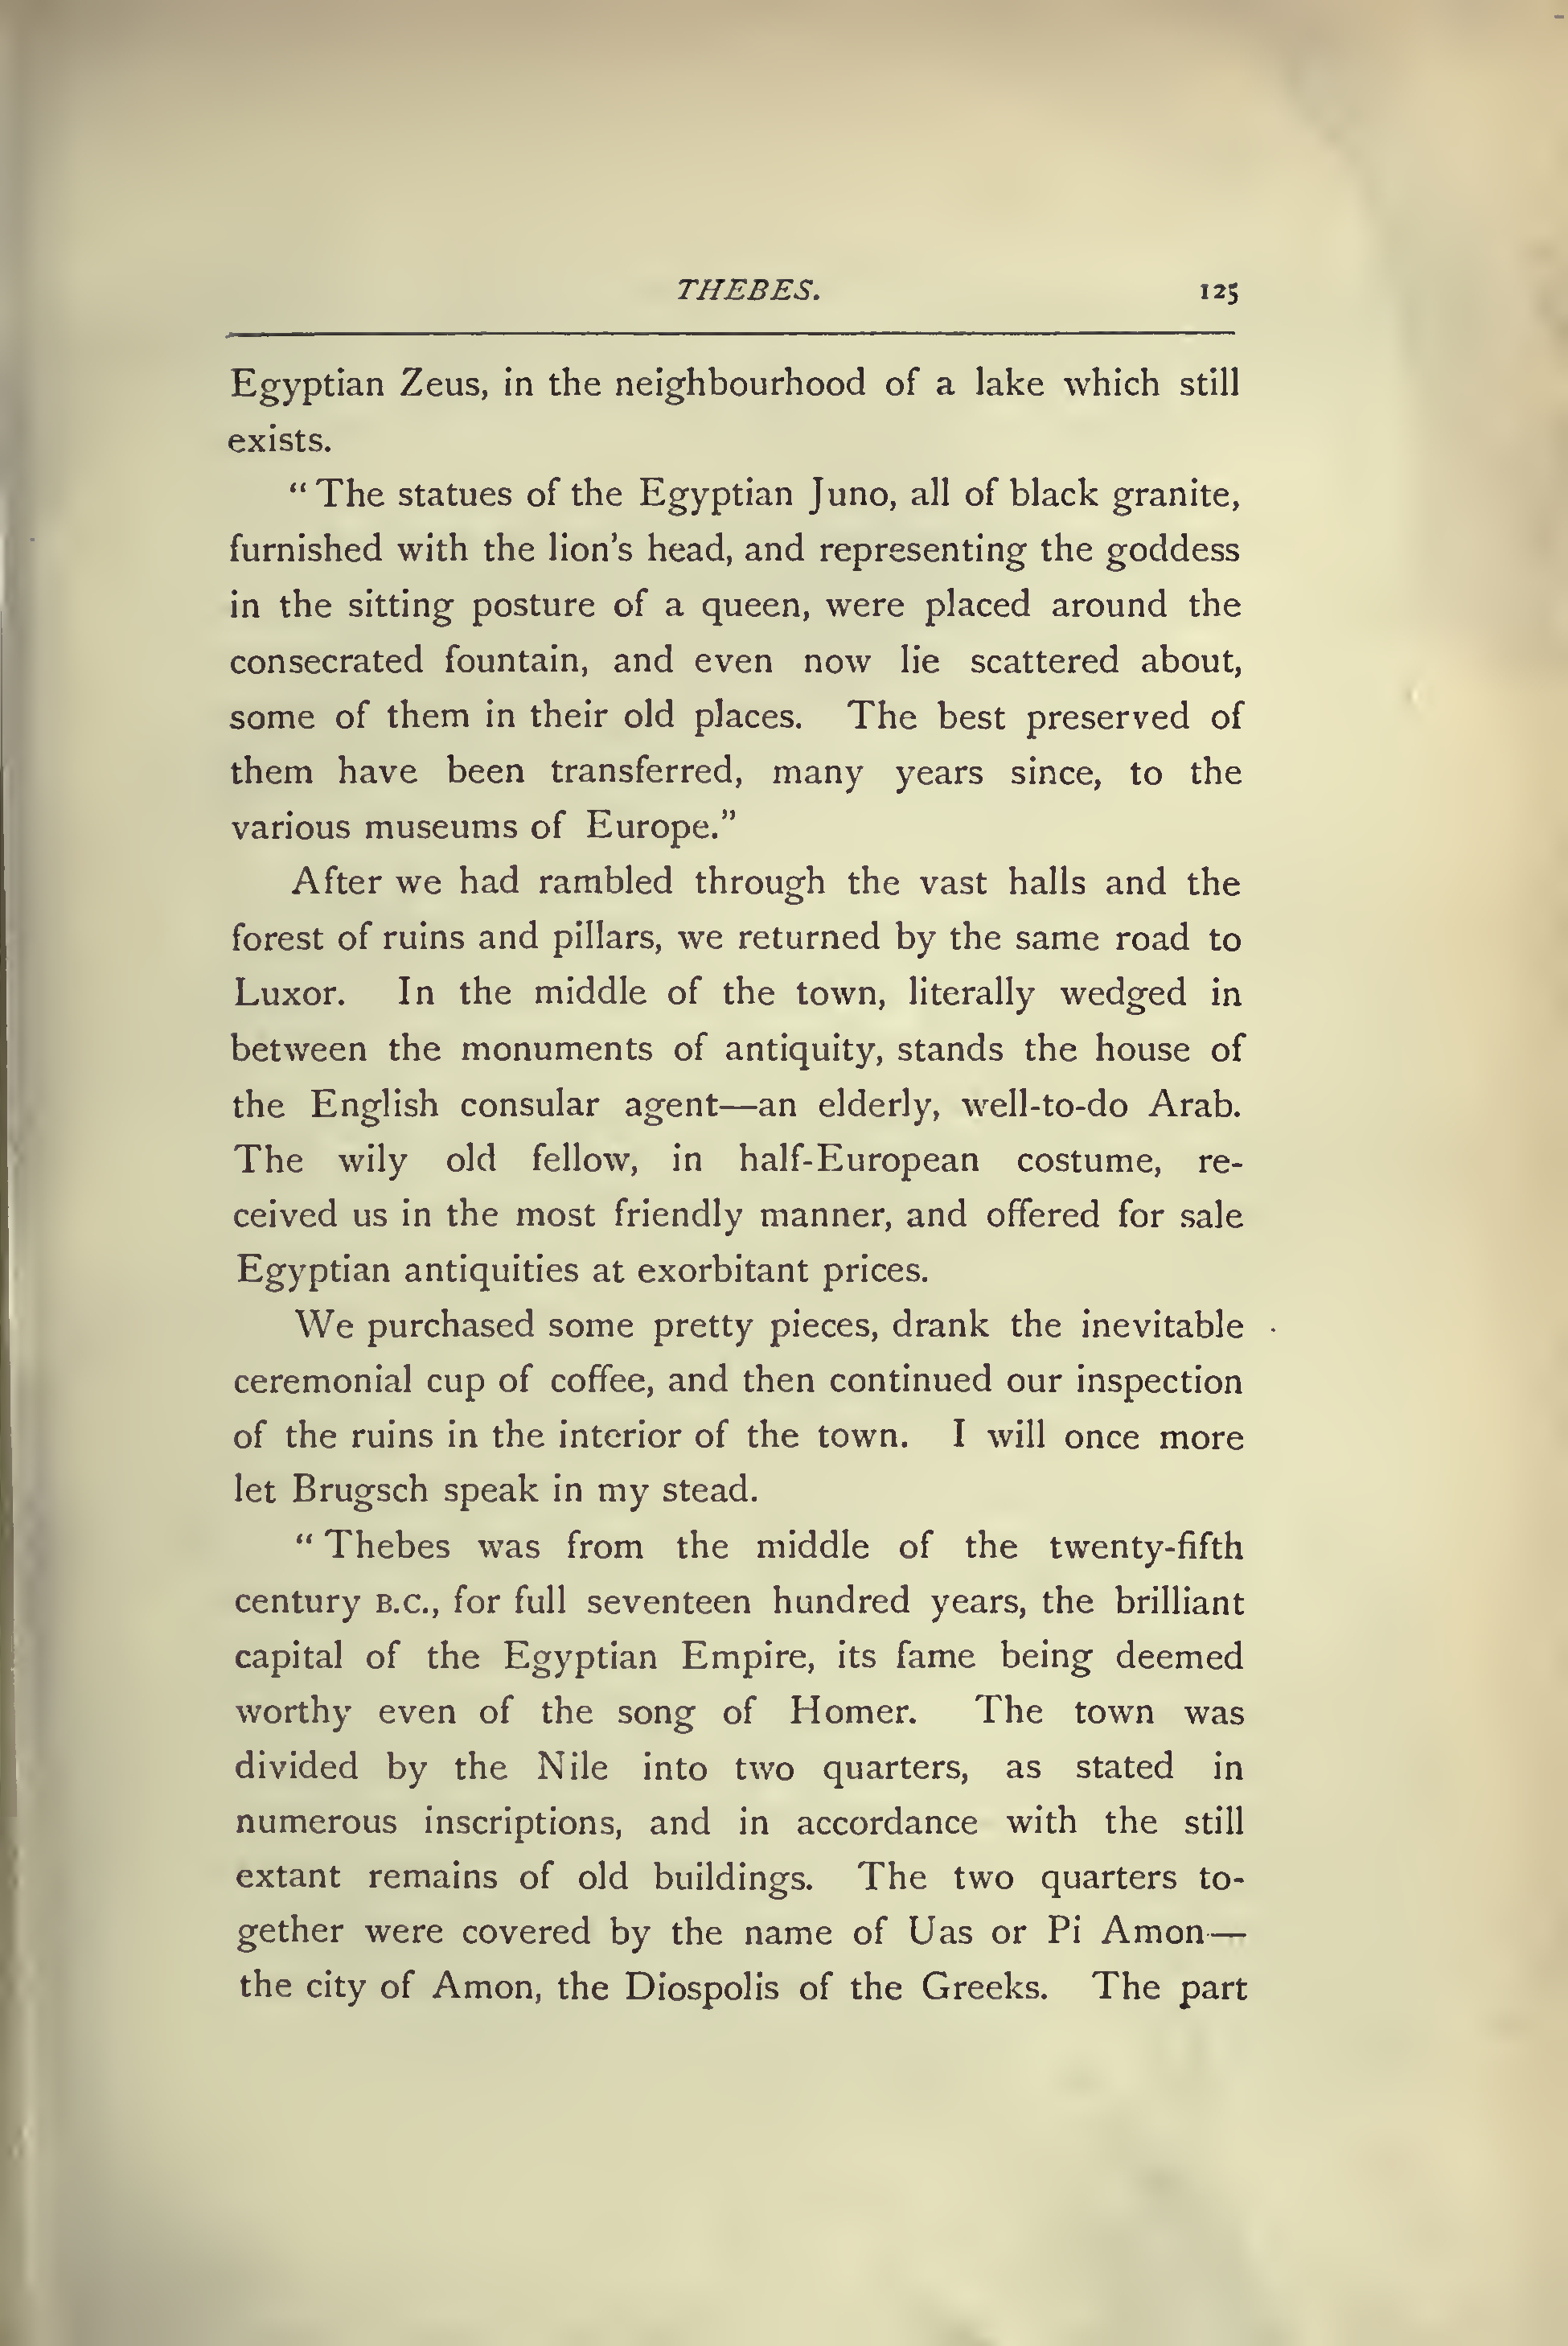 THEBES. 125
Egyptian Zeus, in the neighbourhood of a lake which still
exists.
“The statues of the Egyptian Juno, all of black granite,
furnished with the lion’s head, and representing the goddess
in the sitting posture of a queen, were placed around the
consecrated fountain, and even now lie scattered about,
some of them in their old places. The best preserved of
them have been transferred, many years since, to the
various museums of Europe.”
After we had rambled through the vast halls and the
forest of ruins and pillars, we returned by the same road to
Luxor. In the middle of the town, literally wedged in
between the monuments of antiquity, stands the house of
the English consular agent—an elderly, well-to-do Arab.
The wily old fellow, in half-European costume, re-
ceived us in the most friendly manner, and offered for sale
Egyptian antiquities at exorbitant prices.
We purchased some pretty pieces, drank the inevitable
ceremonial cup of coffee, and then continued our inspection
of the ruins in the interior of the town. I will once more
let Brugsch speak in my stead.
“Thebes was from the middle of the twenty-fifth
century B.C., for full seventeen hundred years, the brilliant
capital of the Egyptian Empire, its fame being deemed
worthy even of the song of Homer. The town was
divided by the Nile into two quarters, as stated in
numerous inscriptions, and in accordance with the still
extant remains of old buildings. The two quarters to-
gether were covered by the name of Uas or Pi Amon—
the city of Amon, the Diospolis of the Greeks. The part